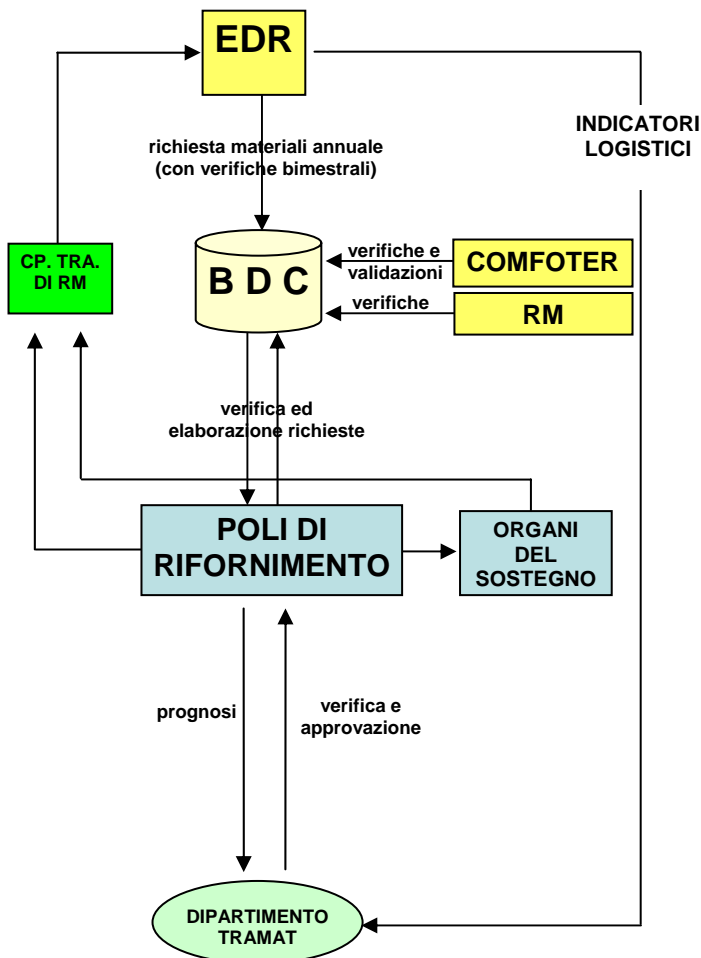 EDR
INDICATORI
LOGISTICI
richiesta materiali annuale
(con verifiche bimestrali)
CP. TRA.
DI RM
B D C
verifiche e
validazioni
COMFOTER
verifiche
RM
verifica ed
elaborazione richieste
POLI DI
RIFORNIMENTO
ORGANI
DEL
SOSTEGNO
prognosi
verifica e
approvazione
DIPARTIMENTO
TRAMAT